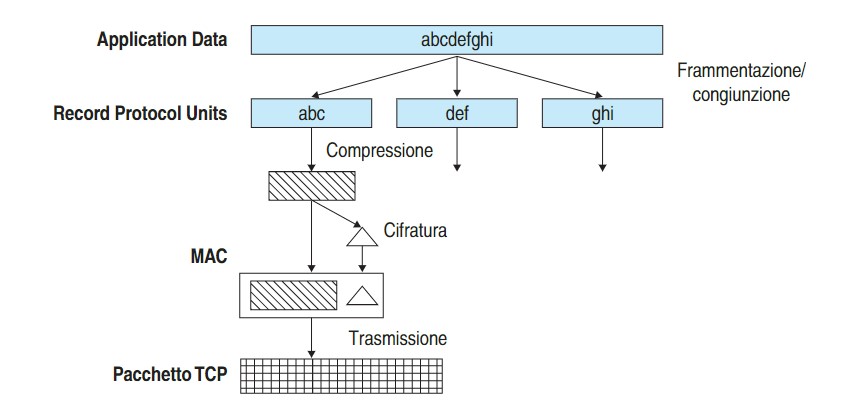 Application Data
abcdefghi
Frammentazione/
congiunzione
Record Protocol Units
abc
def
ghi
Compressione
Cifratura
MAC
Trasmissione
Pacchetto TCP